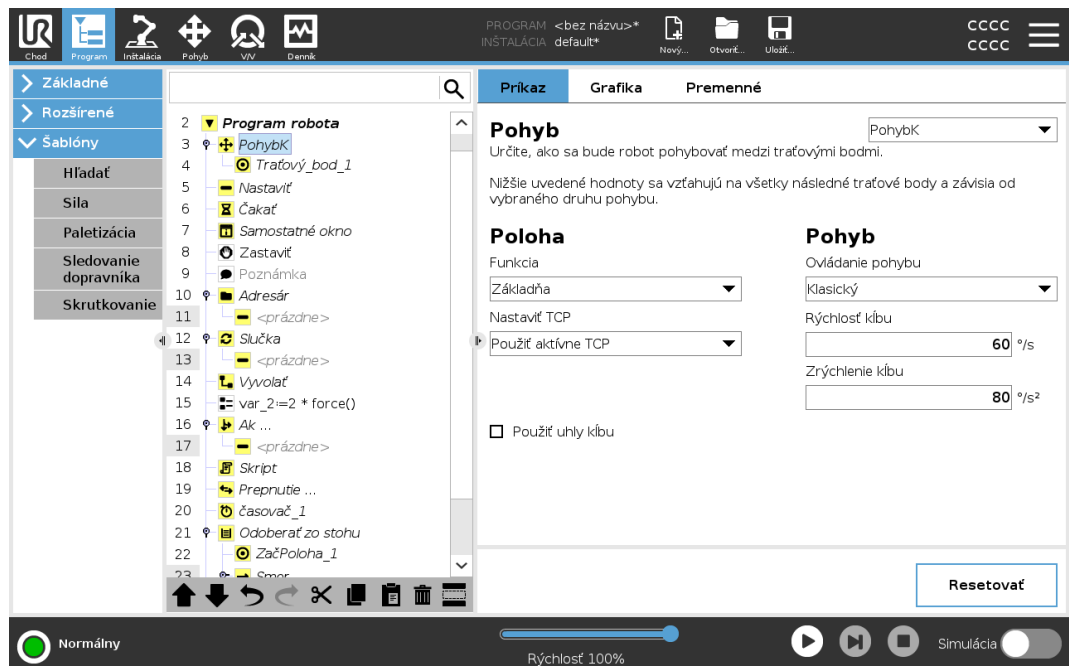 UR
Chod
Program
Inštalácia
Pohyb
V/V
Denník
PROGRAM <bez názvu>*
INŠTALÁCIA default*
Nový...
Otvoriť...
Uložiť...
CCCC
CCCC
Základné
Rozšírené
Šablóny
Hľadať
Sila
Paletizácia
Sledovanie
dopravníka
Skrutkovanie
2 Program robota
3 PohybK
4 Traťový_bod_1
5 Nastaviť
6 Čakať
7 Samostatné okno
8 Zastaviť
9 Poznámka
10 Adresár
11 <prázdne>
12 Slučka
13 <prázdne>
14 Vyvolať
15 var_2:=2 * force()
16 Ak ...
17 <prázdne>
18 Skript
19 Prepnutie ...
20 časovač_1
21 Odoberať zo stohu
22 ZačPoloha_1
23 Smer
Príkaz
Grafika
Premenné
Pohyb
PohybK
Určite, ako sa bude robot pohybovať medzi traťovými bodmi.
Nižšie uvedené hodnoty sa vzťahujú na všetky následné traťové body a závisia od
vybraného druhu pohybu.
Poloha
Funkcia
Základňa
Nastaviť TCP
Použiť aktívne TCP
Použiť uhly kĺbu
Pohyb
Ovládanie pohybu
Klasický
Rýchlosť kĺbu
60 °/s
Zrýchlenie kĺbu
80 °/s²
Resetovať
Normálny
Rýchlosť 100%
Simulácia